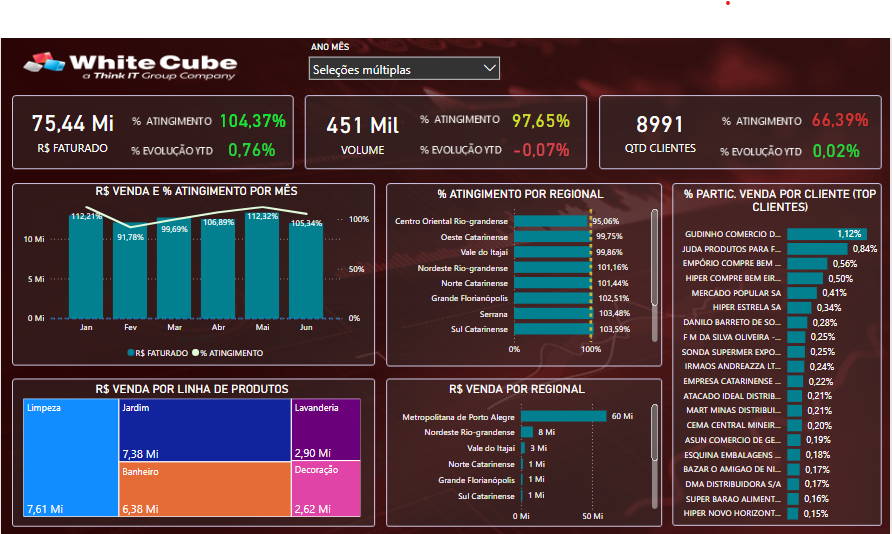 WhiteCube
a Think IT Group Company
ANO MÊS
Seleções múltiplas
75,44 Mi
R$ FATURADO
% ATINGIMENTO 104,37%
% EVOLUÇÃO YTD 0,76%
451 Mil
VOLUME
% ATINGIMENTO 97,65%
% EVOLUÇÃO YTD -0,07%
8991
QTD CLIENTES
% ATINGIMENTO 66,39%
% EVOLUÇÃO YTD 0,02%
R$ VENDA E % ATINGIMENTO POR MÊS
112,21% 91,78% 99,69% 106,89% 112,32% 105,34%
10 Mi
5 Mi
0 Mi
100%
50%
0%
Jan Fev Mar Abr Mai Jun
R$ FATURADO % ATINGIMENTO
% ATINGIMENTO POR REGIONAL
Centro Oriental Rio-grandense 95,06%
Oeste Catarinense 99,75%
Vale do Itajaí 99,86%
Nordeste Rio-grandense 101,16%
Norte Catarinense 101,44%
Grande Florianópolis 102,51%
Serrana 103,48%
Sul Catarinense 103,59%
0% 100%
% PARTIC. VENDA POR CLIENTE (TOP
CLIENTES)
GUDINHO COMERCIO D... 1,12%
JUDA PRODUTOS PARA F... 0,84%
EMPÓRIO COMPRE BEM ... 0,56%
HIPER COMPRE BEM EIR... 0,50%
MERCADO POPULAR SA 0,41%
HIPER ESTRELA SA 0,34%
DANILO BARRETO DE SO... 0,28%
F M DA SILVA OLIVEIRA -... 0,25%
SONDA SUPERMER EXPO... 0,25%
IRMAOS ANDREAZZA LT... 0,24%
EMPRESA CATARINENSE ... 0,22%
ATACADO IDEAL DISTRIB... 0,21%
MART MINAS DISTRIBUI... 0,21%
CEMA CENTRAL MINEIR... 0,20%
ASUN COMERCIO DE GE... 0,19%
ESQUINA EMBALAGENS ... 0,18%
BAZAR O AMIGAO DE NI... 0,17%
DMA DISTRIBUIDORA S/A 0,17%
SUPER BARAO ALIMENT... 0,16%
HIPER NOVO HORIZONT... 0,15%
R$ VENDA POR LINHA DE PRODUTOS
Limpeza
7,61 Mi
Jardim
7,38 Mi
Banheiro
6,38 Mi
Lavanderia
2,90 Mi
Decoração
2,62 Mi
R$ VENDA POR REGIONAL
Metropolitana de Porto Alegre 60 Mi
Nordeste Rio-grandense 8 Mi
Vale do Itajaí 3 Mi
Norte Catarinense 1 Mi
Grande Florianópolis 1 Mi
Sul Catarinense 1 Mi
0 Mi 50 Mi